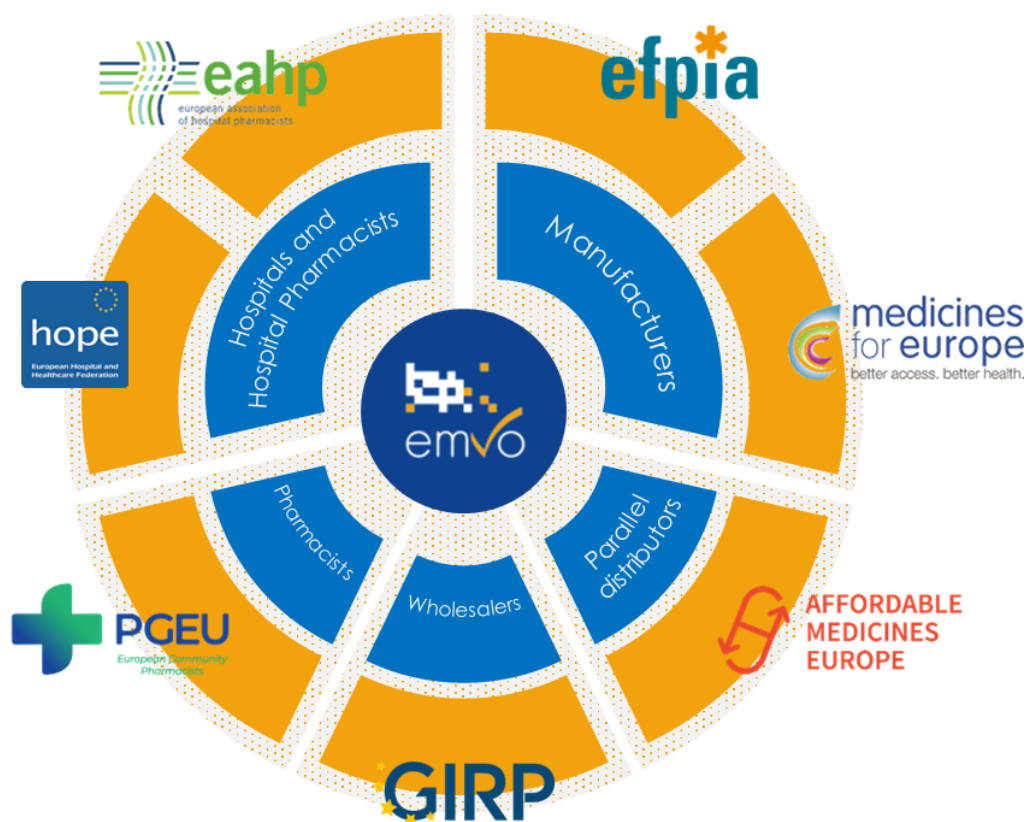 eahp
european association
of hospital pharmacists
efpia
Hospitals and
Hospital Pharmacists
Manufacturers
hope
European Hospital and
Healthcare Federation
medicines
for europe
better access. better health.
emvo
Pharmacists
Parallel
distributors
Wholesalers
PGEU
European Community
Pharmacists
AFFORDABLE
MEDICINES
EUROPE
GIRP